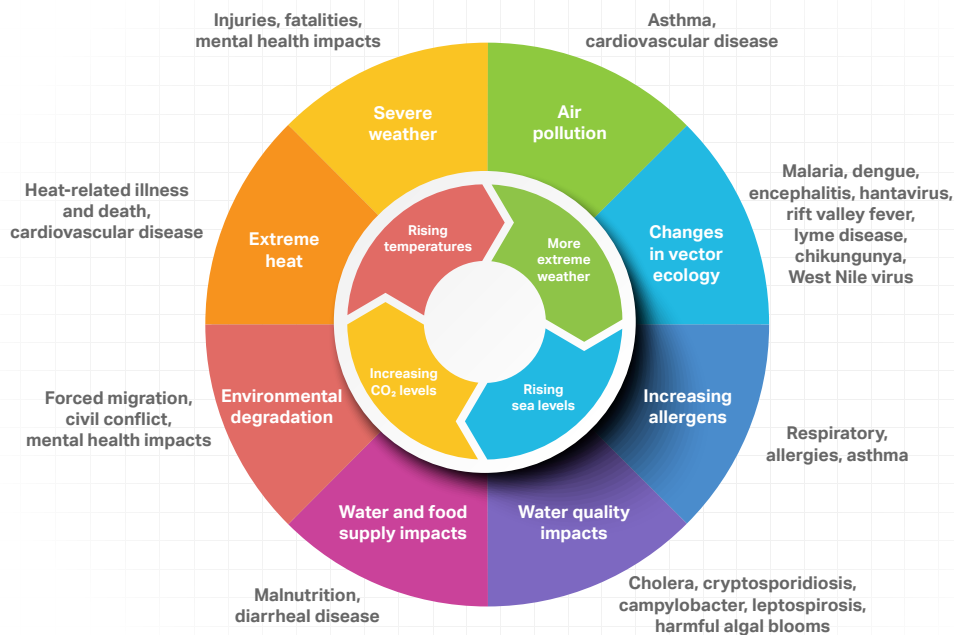 Injuries, fatalities,
mental health impacts
Asthma,
cardiovascular disease
Severe
weather
Air
pollution
Malaria, dengue,
encephalitis, hantavirus,
rift valley fever,
lyme disease,
chikungunya,
West Nile virus
Heat-related illness
and death,
cardiovascular disease
Extreme
heat
Changes
in vector
ecology
Rising
temperatures
More
extreme
weather
Increasing
CO₂ levels
Rising
sea levels
Forced migration,
civil conflict,
mental health impacts
Environmental
degradation
Increasing
allergens
Respiratory,
allergies, asthma
Water and food
supply impacts
Water quality
impacts
Malnutrition,
diarrheal disease
Cholera, cryptosporidiosis,
campylobacter, leptospirosis,
harmful algal blooms